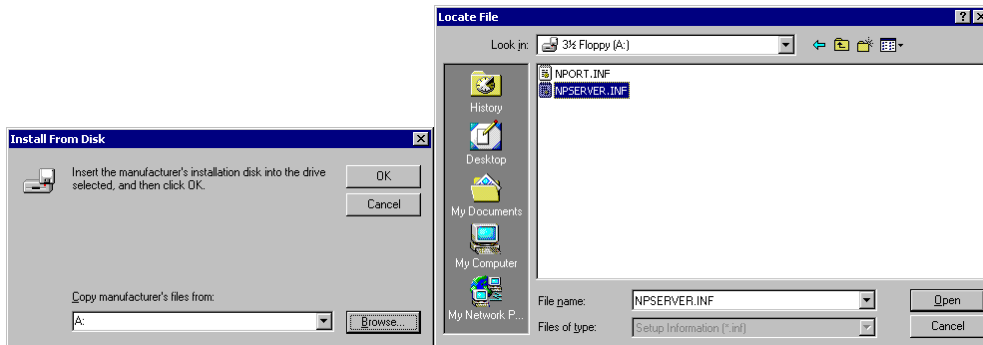 Locate File
Look in:
3½ Floppy (A:)
NPORT.INF
NPSERVER.INF
History
Desktop
My Documents
My Computer
My Network P...
File name:
NPSERVER.INF
Open
Files of type:
Setup Information (*.inf)
Cancel
Install From Disk
Insert the manufacturer's installation disk into the drive
selected, and then click OK.
OK
Cancel
Copy manufacturer's files from:
A:
Browse...